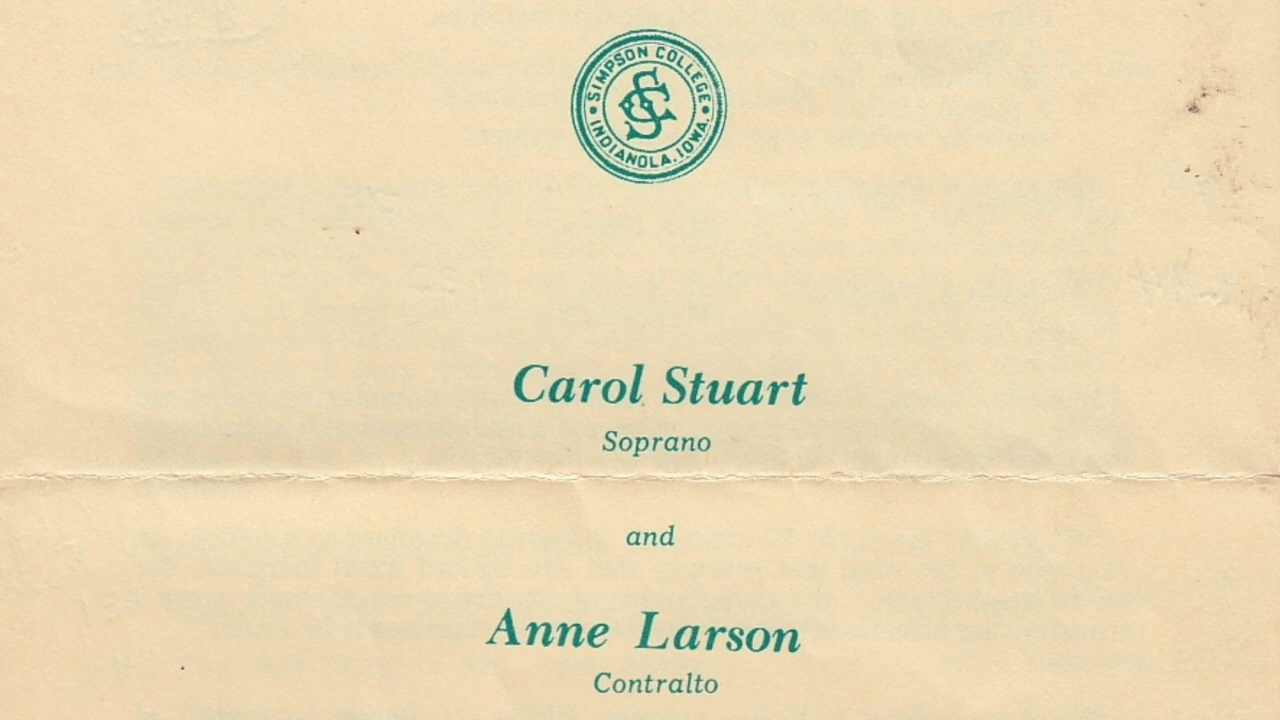 SIMPSON COLLEGE
SC
INDIANOLA, IOWA.
Carol Stuart
Soprano
and
Anne Larson
Contralto